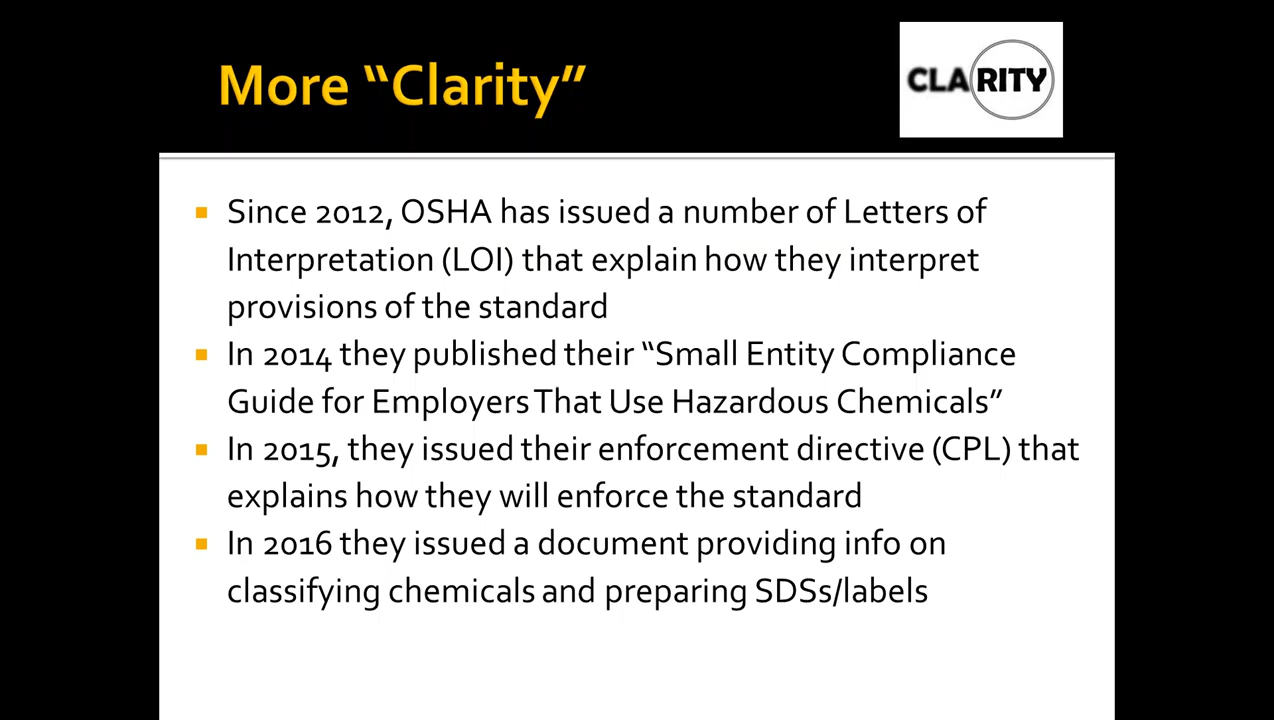 More “Clarity”
CLARITY
Since 2012, OSHA has issued a number of Letters of
Interpretation (LOI) that explain how they interpret
provisions of the standard
In 2014 they published their “Small Entity Compliance
Guide for Employers That Use Hazardous Chemicals”
In 2015, they issued their enforcement directive (CPL) that
explains how they will enforce the standard
In 2016 they issued a document providing info on
classifying chemicals and preparing SDSs/labels